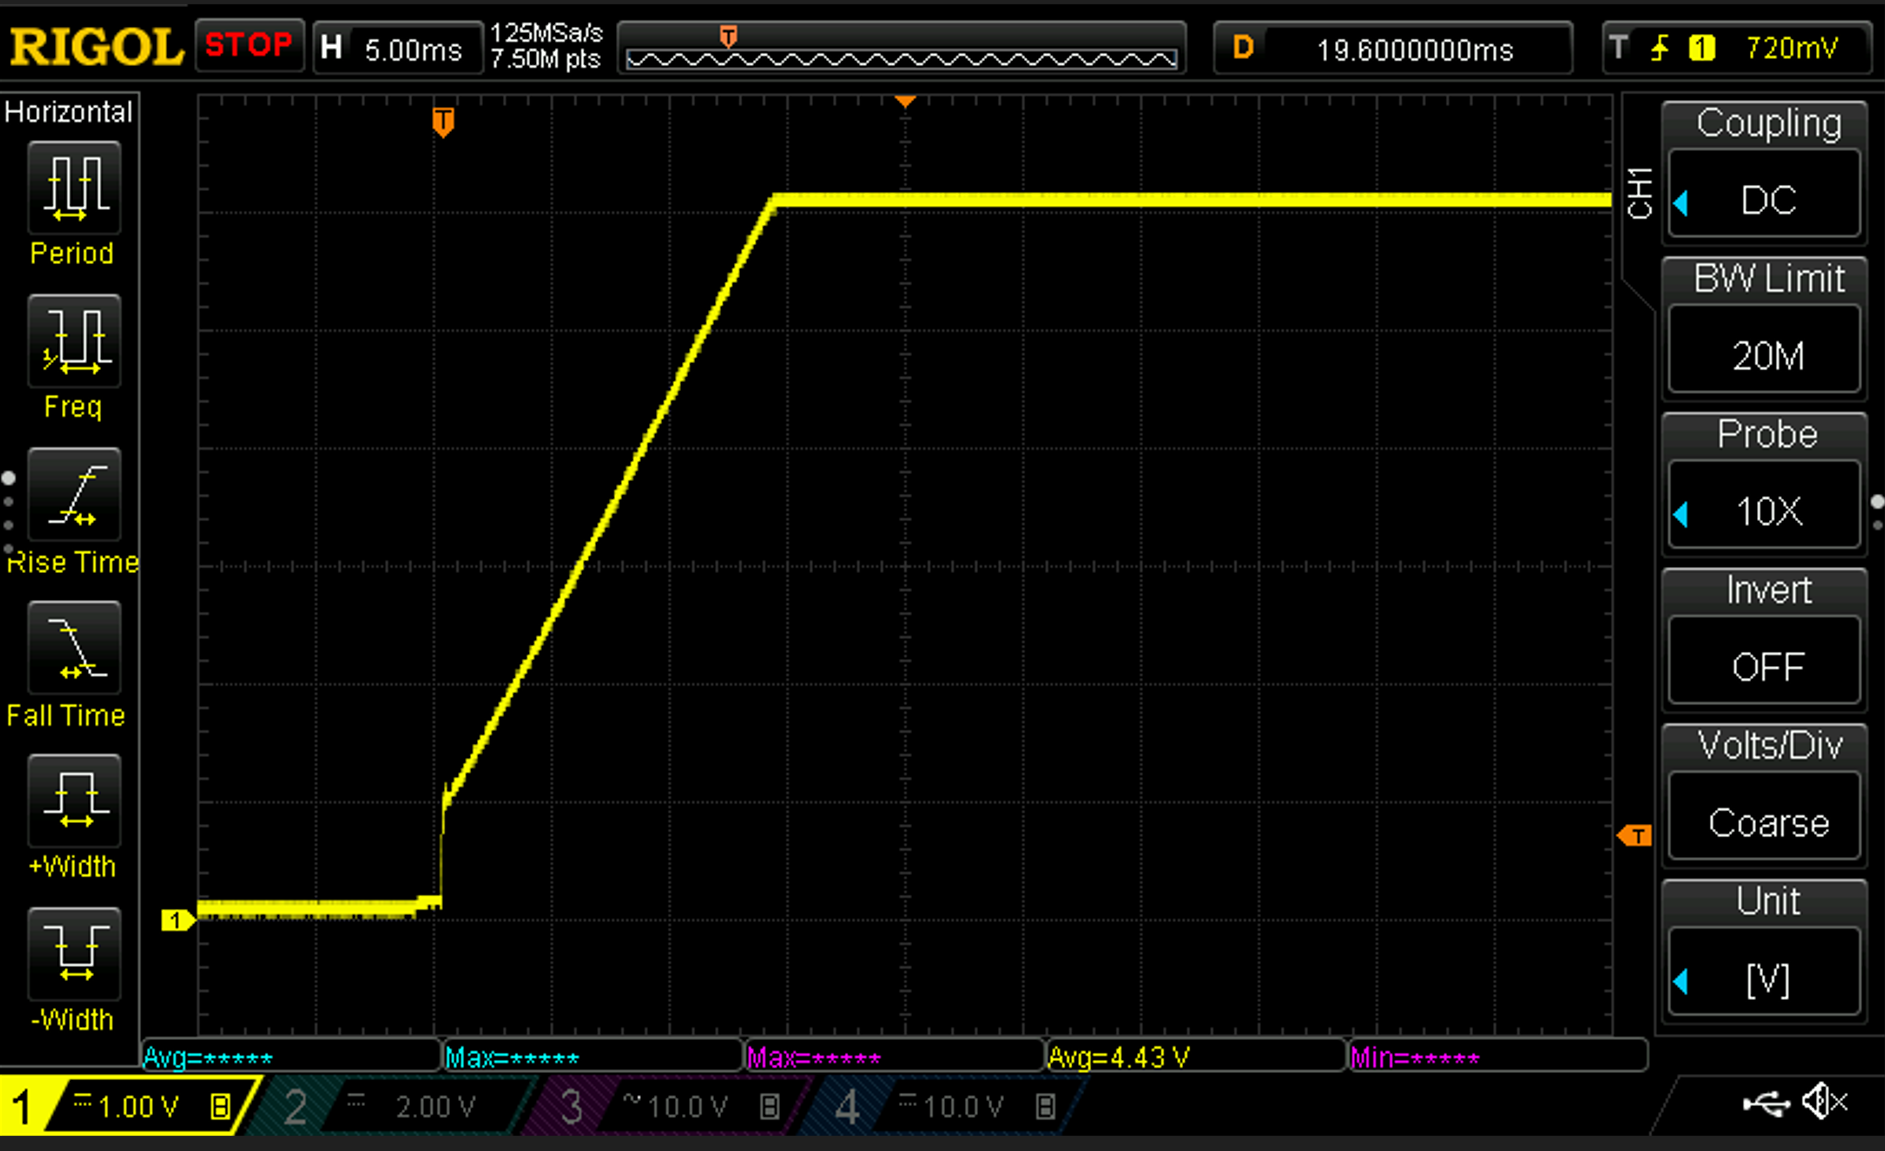 RIGOL STOP H 5.00ms 125MSa/s
7.50M pts
T
D 19.6000000ms
T 1 720mV
Horizontal
Period
Freq
Rise Time
Fall Time
+Width
-Width
T
1
T
CH1
Coupling
DC
BW Limit
20M
Probe
10X
Invert
OFF
Volts/Div
Coarse
Unit
[V]
Avg=***** Max=***** Max=***** Avg=4.43 V Min=*****
1 1.00 V B 2 2.00 V 3 ~10.0 V B 4 10.0 V B